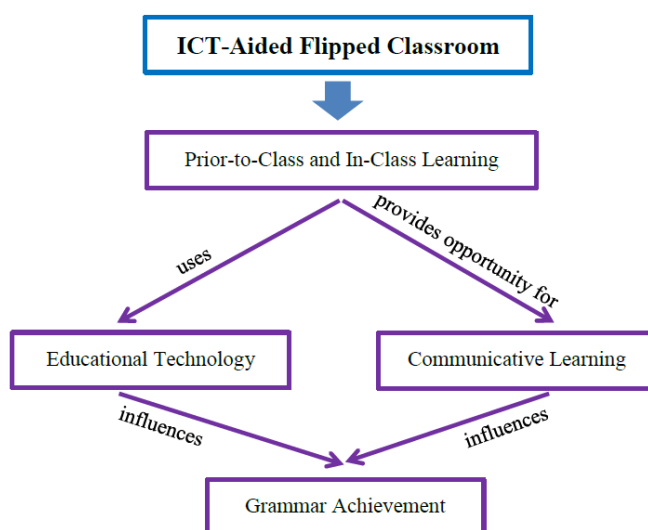 ICT-Aided Flipped Classroom
Prior-to-Class and In-Class Learning
uses
provides opportunity for
Educational Technology
Communicative Learning
influences
influences
Grammar Achievement